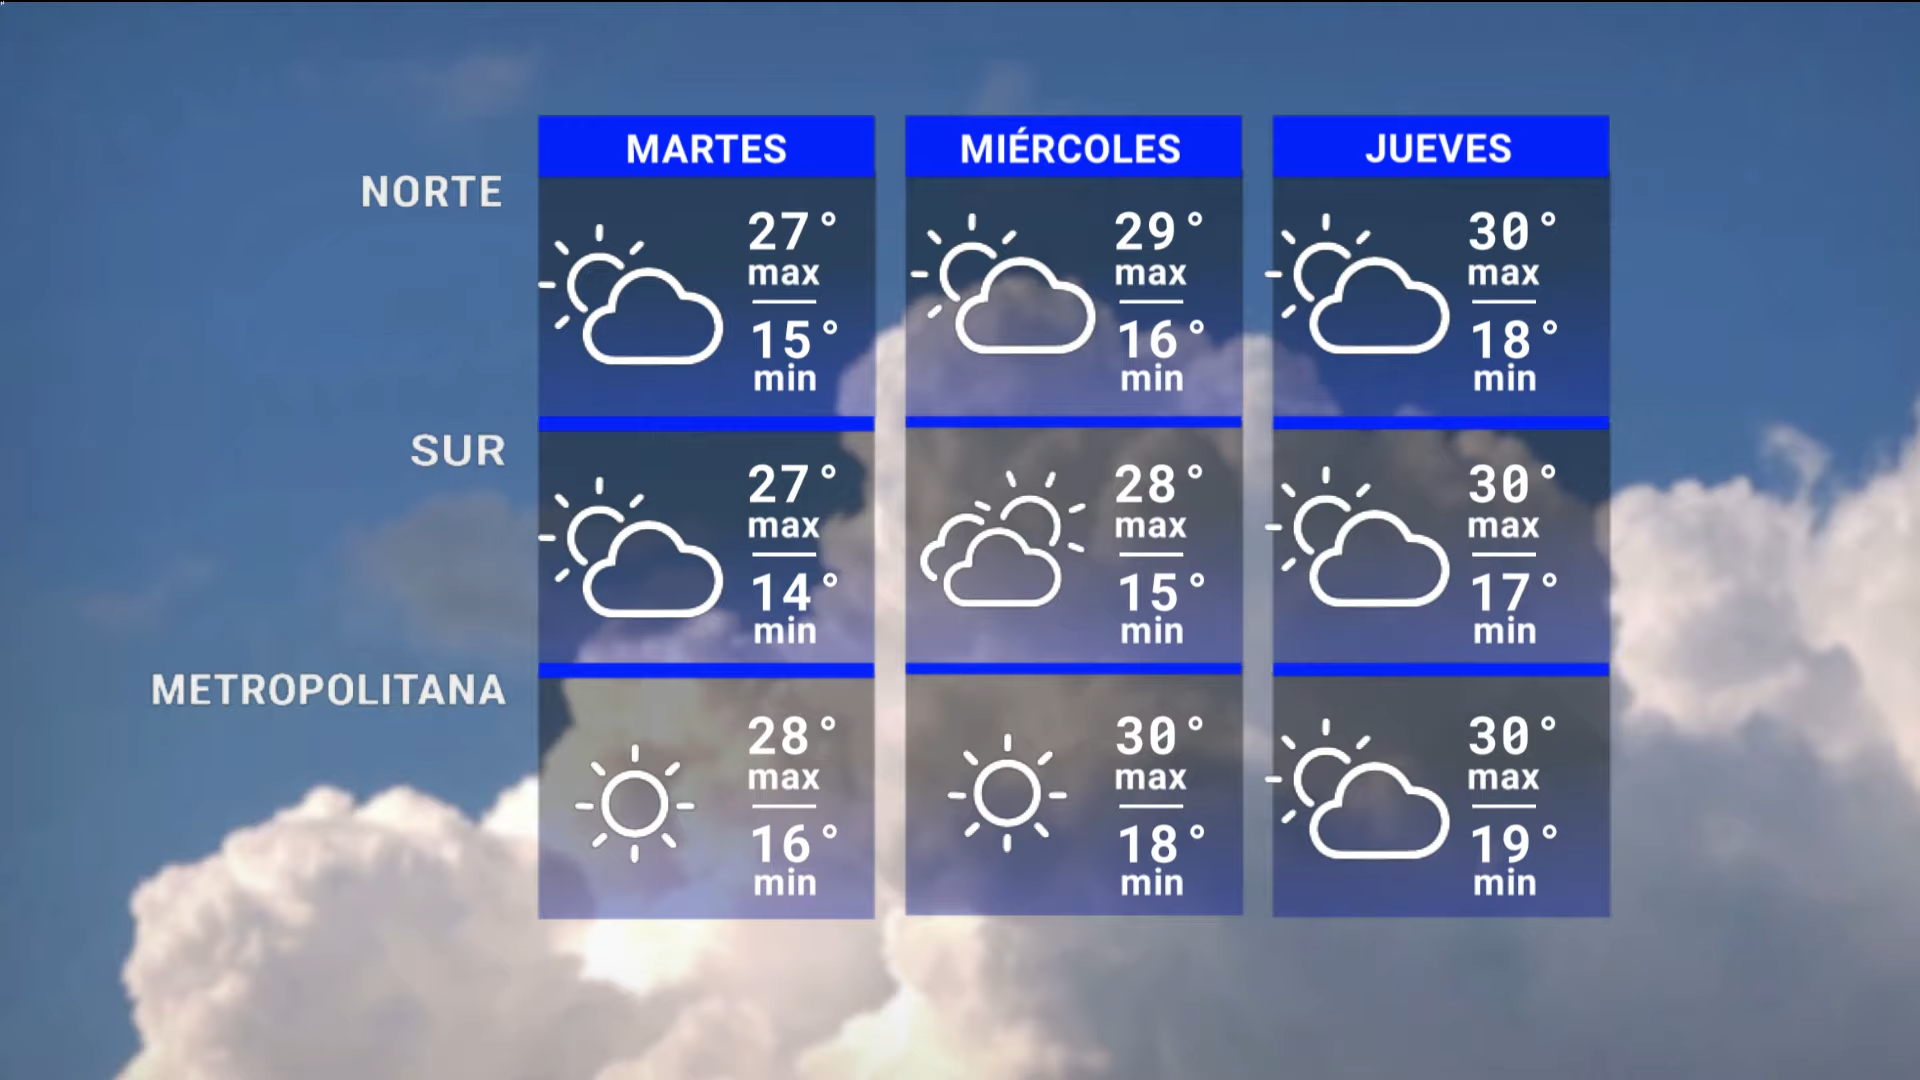 MARTES
MIÉRCOLES
JUEVES
NORTE
27°
max
15°
min
29°
max
16°
min
30°
max
18°
min
SUR
27°
max
14°
min
28°
max
15°
min
30°
max
17°
min
METROPOLITANA
28°
max
16°
min
30°
max
18°
min
30°
max
19°
min